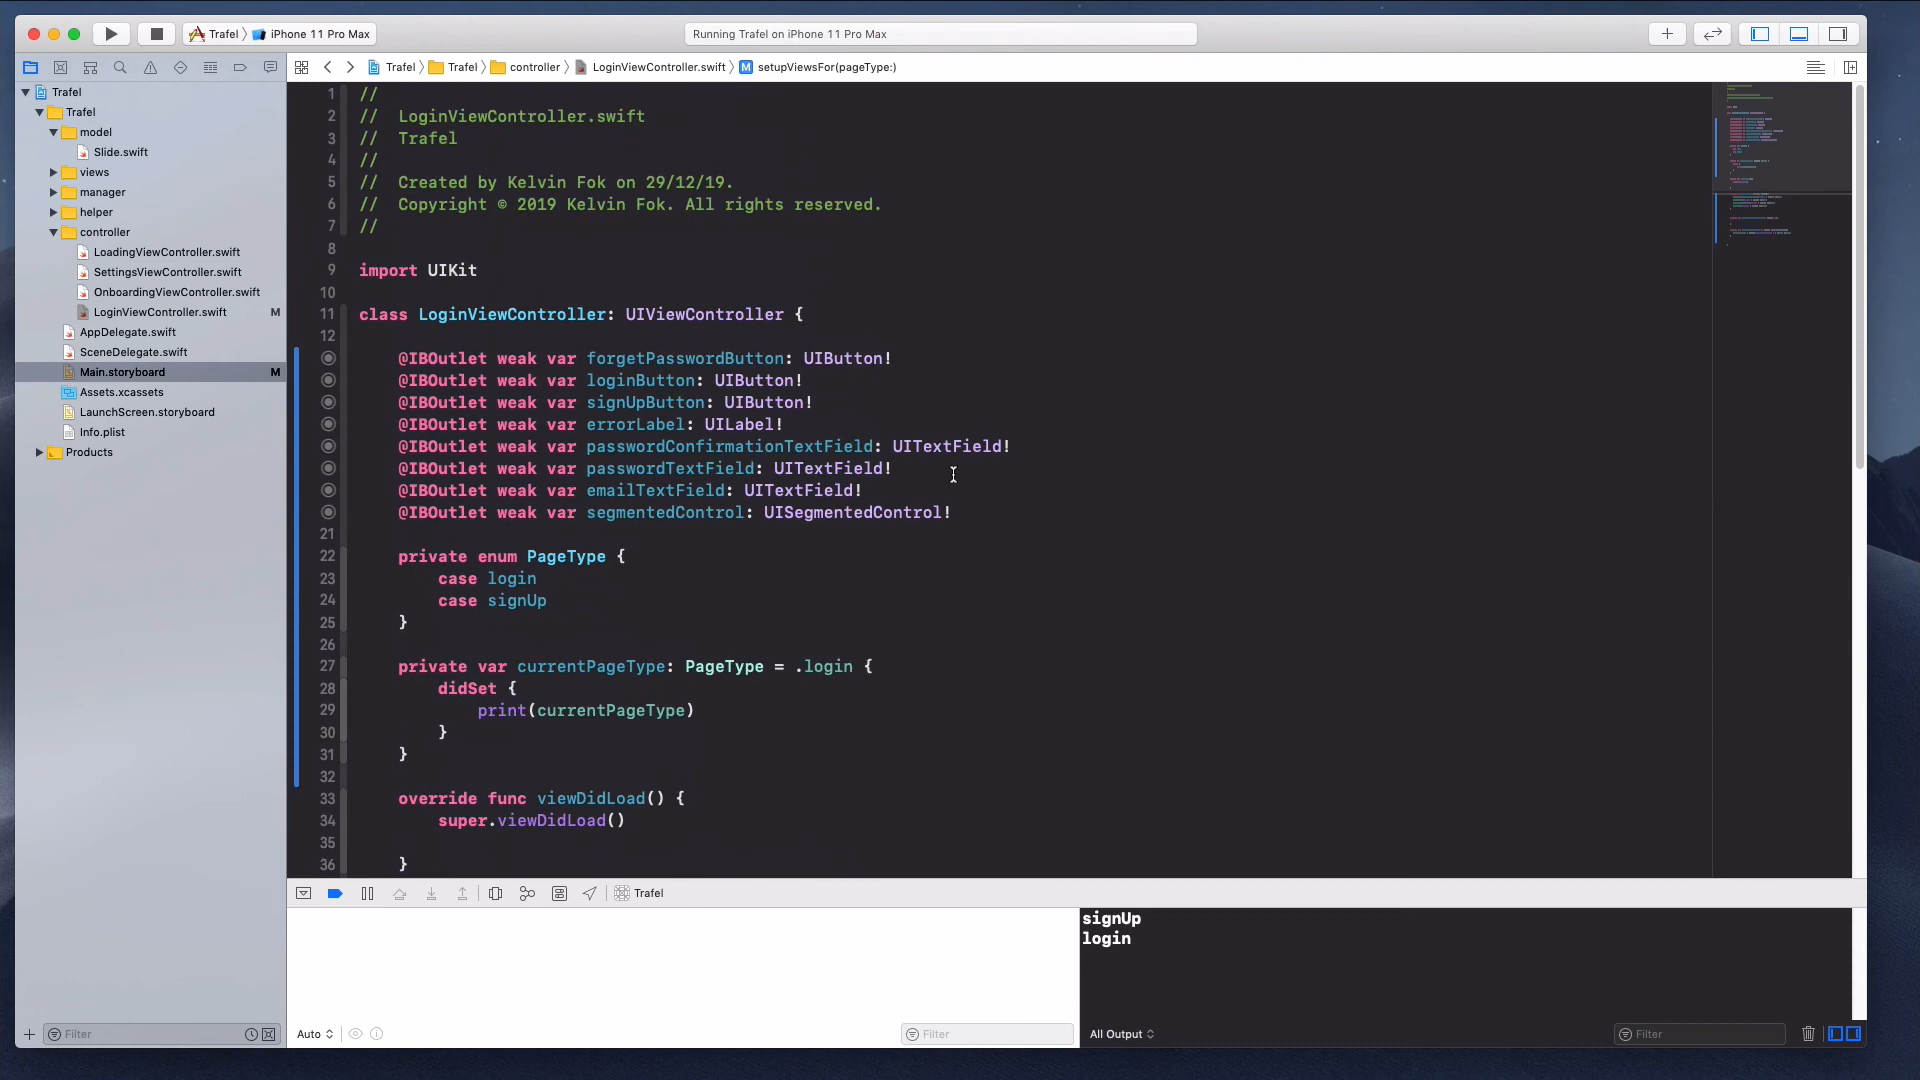 Trafel
iPhone 11 Pro Max
Running Trafel on iPhone 11 Pro Max
Trafel
Trafel
controller
LoginViewController.swift
M
setupViewsFor(pageType:)
Trafel
Trafel
model
Slide.swift
views
manager
helper
controller
LoadingViewController.swift
SettingsViewController.swift
OnboardingViewController.swift
LoginViewController.swift M
AppDelegate.swift
SceneDelegate.swift
Main.storyboard M
Assets.xcassets
LaunchScreen.storyboard
Info.plist
Products
Filter
1 //
2 // LoginViewController.swift
3 // Trafel
4 //
5 // Created by Kelvin Fok on 29/12/19.
6 // Copyright © 2019 Kelvin Fok. All rights reserved.
7 //
8
9 import UIKit
10
11 class LoginViewController: UIViewController {
12
@IBOutlet weak var forgetPasswordButton: UIButton!
@IBOutlet weak var loginButton: UIButton!
@IBOutlet weak var signUpButton: UIButton!
@IBOutlet weak var errorLabel: UILabel!
@IBOutlet weak var passwordConfirmationTextField: UITextField!
@IBOutlet weak var passwordTextField: UITextField!
@IBOutlet weak var emailTextField: UITextField!
@IBOutlet weak var segmentedControl: UISegmentedControl!
21
22 private enum PageType {
23 case login
24 case signUp
25 }
26
27 private var currentPageType: PageType = .login {
28 didSet {
29 print(currentPageType)
30 }
31 }
32
33 override func viewDidLoad() {
34 super.viewDidLoad()
35
36 }
Trafel
signUp
login
Auto
Filter
All Output
Filter